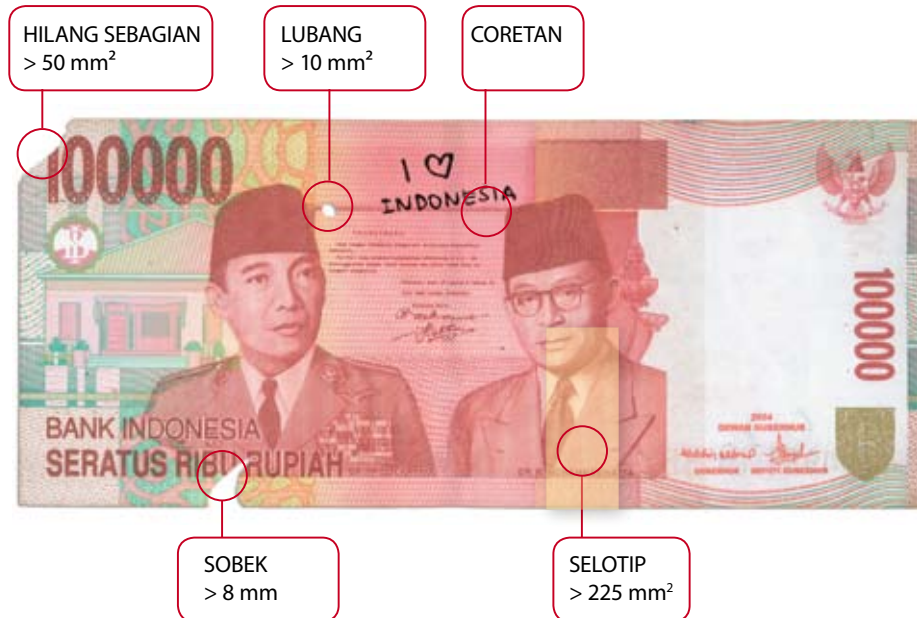 HILANG SEBAGIAN
> 50 mm²
LUBANG
> 10 mm²
CORETAN
100000
I ♡
INDONESIA
100000
BANK INDONESIA
SERATUS RIBU RUPIAH
2004
DEWAN GUBERNUR
SOBEK
> 8 mm
SELOTIP
> 225 mm²